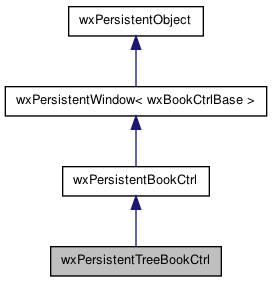 wxPersistentObject
wxPersistentWindow< wxBookCtrlBase >
wxPersistentBookCtrl
wxPersistentTreeBookCtrl